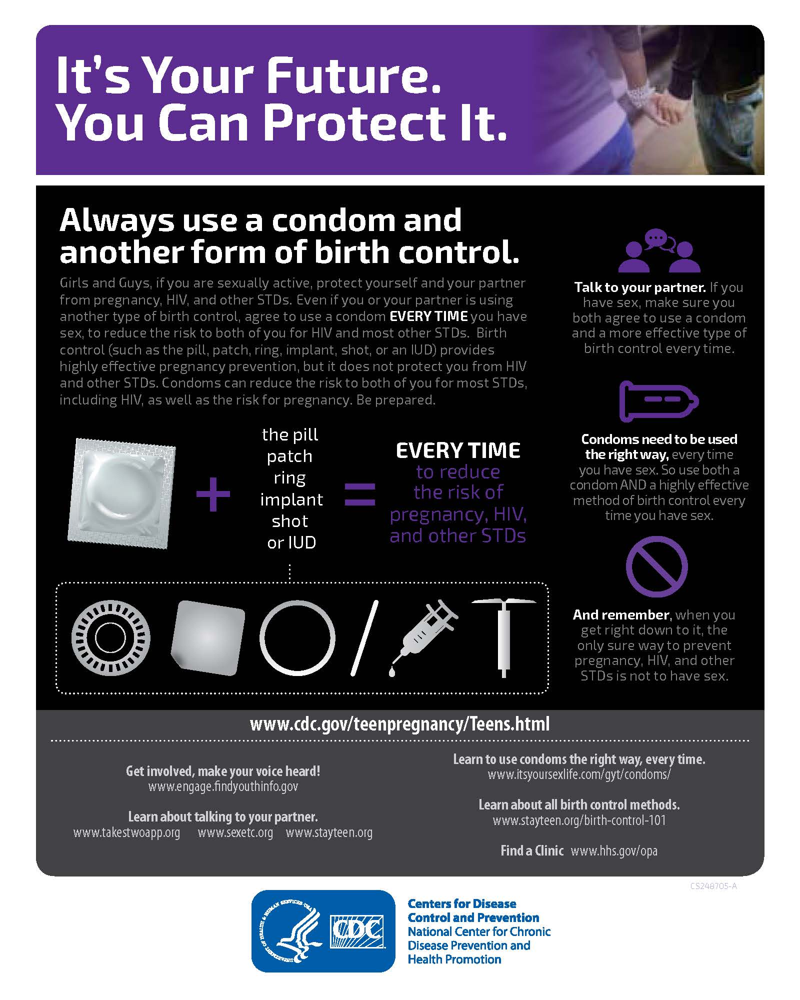 It's Your Future.
You Can Protect It.
Always use a condom and
another form of birth control.
Girls and Guys, if you are sexually active, protect yourself and your partner
from pregnancy, HIV, and other STDs. Even if you or your partner is using
another type of birth control, agree to use a condom EVERY TIME you have
sex, to reduce the risk to both of you for HIV and most other STDs. Birth
control (such as the pill, patch, ring, implant, shot, or an IUD) provides
highly effective pregnancy prevention, but it does not protect you from HIV
and other STDs. Condoms can reduce the risk to both of you for most STDs,
including HIV, as well as the risk for pregnancy. Be prepared.
+
the pill
patch
ring
implant
shot
or IUD
=
EVERY TIME
to reduce
the risk of
pregnancy, HIV,
and other STDs
Talk to your partner. If you
have sex, make sure you
both agree to use a condom
and a more effective type of
birth control every time.
Condoms need to be used
the right way, every time
you have sex. So use both a
condom AND a highly effective
method of birth control every
time you have sex.
And remember, when you
get right down to it, the
only sure way to prevent
pregnancy, HIV, and other
STDs is not to have sex.
www.cdc.gov/teenpregnancy/Teens.html
Get involved, make your voice heard!
www.engage.findyouthinfo.gov
Learn about talking to your partner.
www.takestwoapp.org www.sexetc.org www.stayteen.org
Learn to use condoms the right way, every time.
www.itsyoursexlife.com/gyt/condoms/
Learn about all birth control methods.
www.stayteen.org/birth-control-101
Find a Clinic www.hhs.gov/opa
CS248705-A
DEPARTMENT OF HEALTH & HUMAN SERVICES·USA
CDC
Centers for Disease
Control and Prevention
National Center for Chronic
Disease Prevention and
Health Promotion